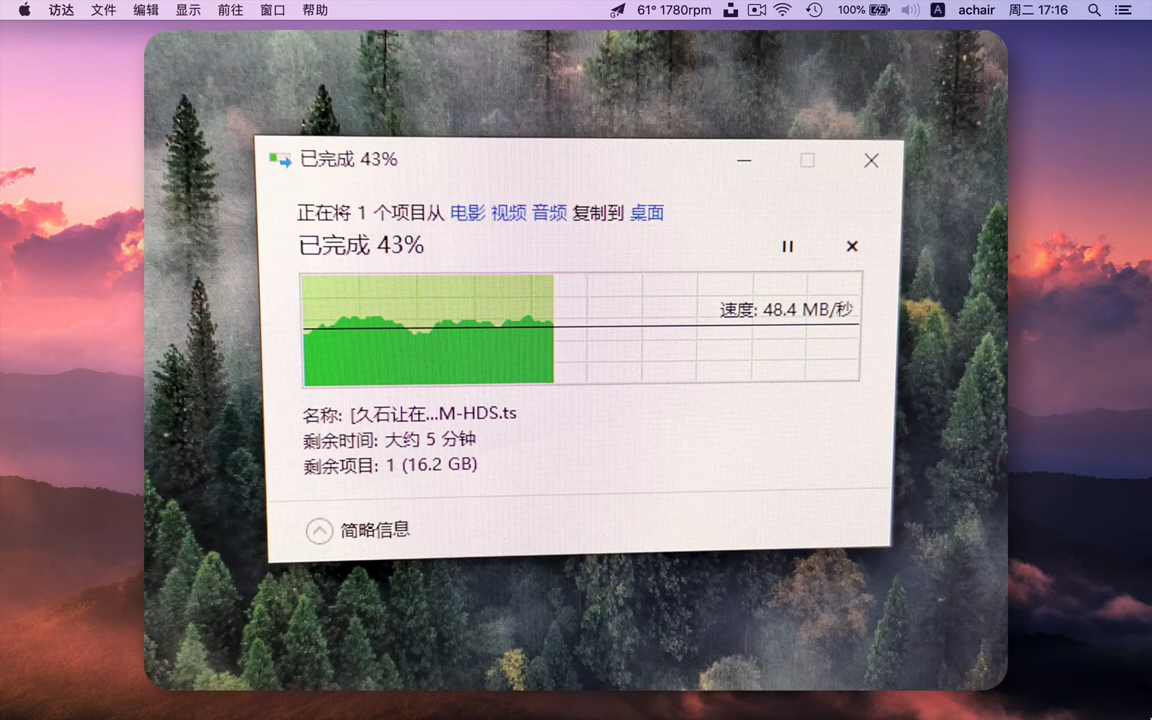 访达 文件 编辑 显示 前往 窗口 帮助 61° 1780rpm 100% A achair 周二 17:16
已完成 43%
正在将 1 个项目从 电影 视频 音频 复制到 桌面
已完成 43%
速度: 48.4 MB/秒
名称: [久石让在...M-HDS.ts
剩余时间: 大约 5 分钟
剩余项目: 1 (16.2 GB)
简略信息